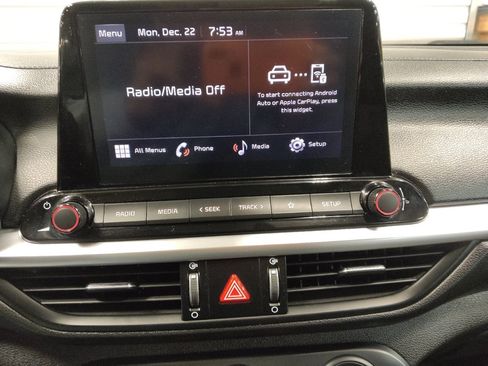 Menu Mon, Dec. 22 7:53 AM
Radio/Media Off
To start connecting Android
Auto or Apple CarPlay, press
this widget.
All Menus Phone Media Setup
RADIO MEDIA < SEEK TRACK > SETUP